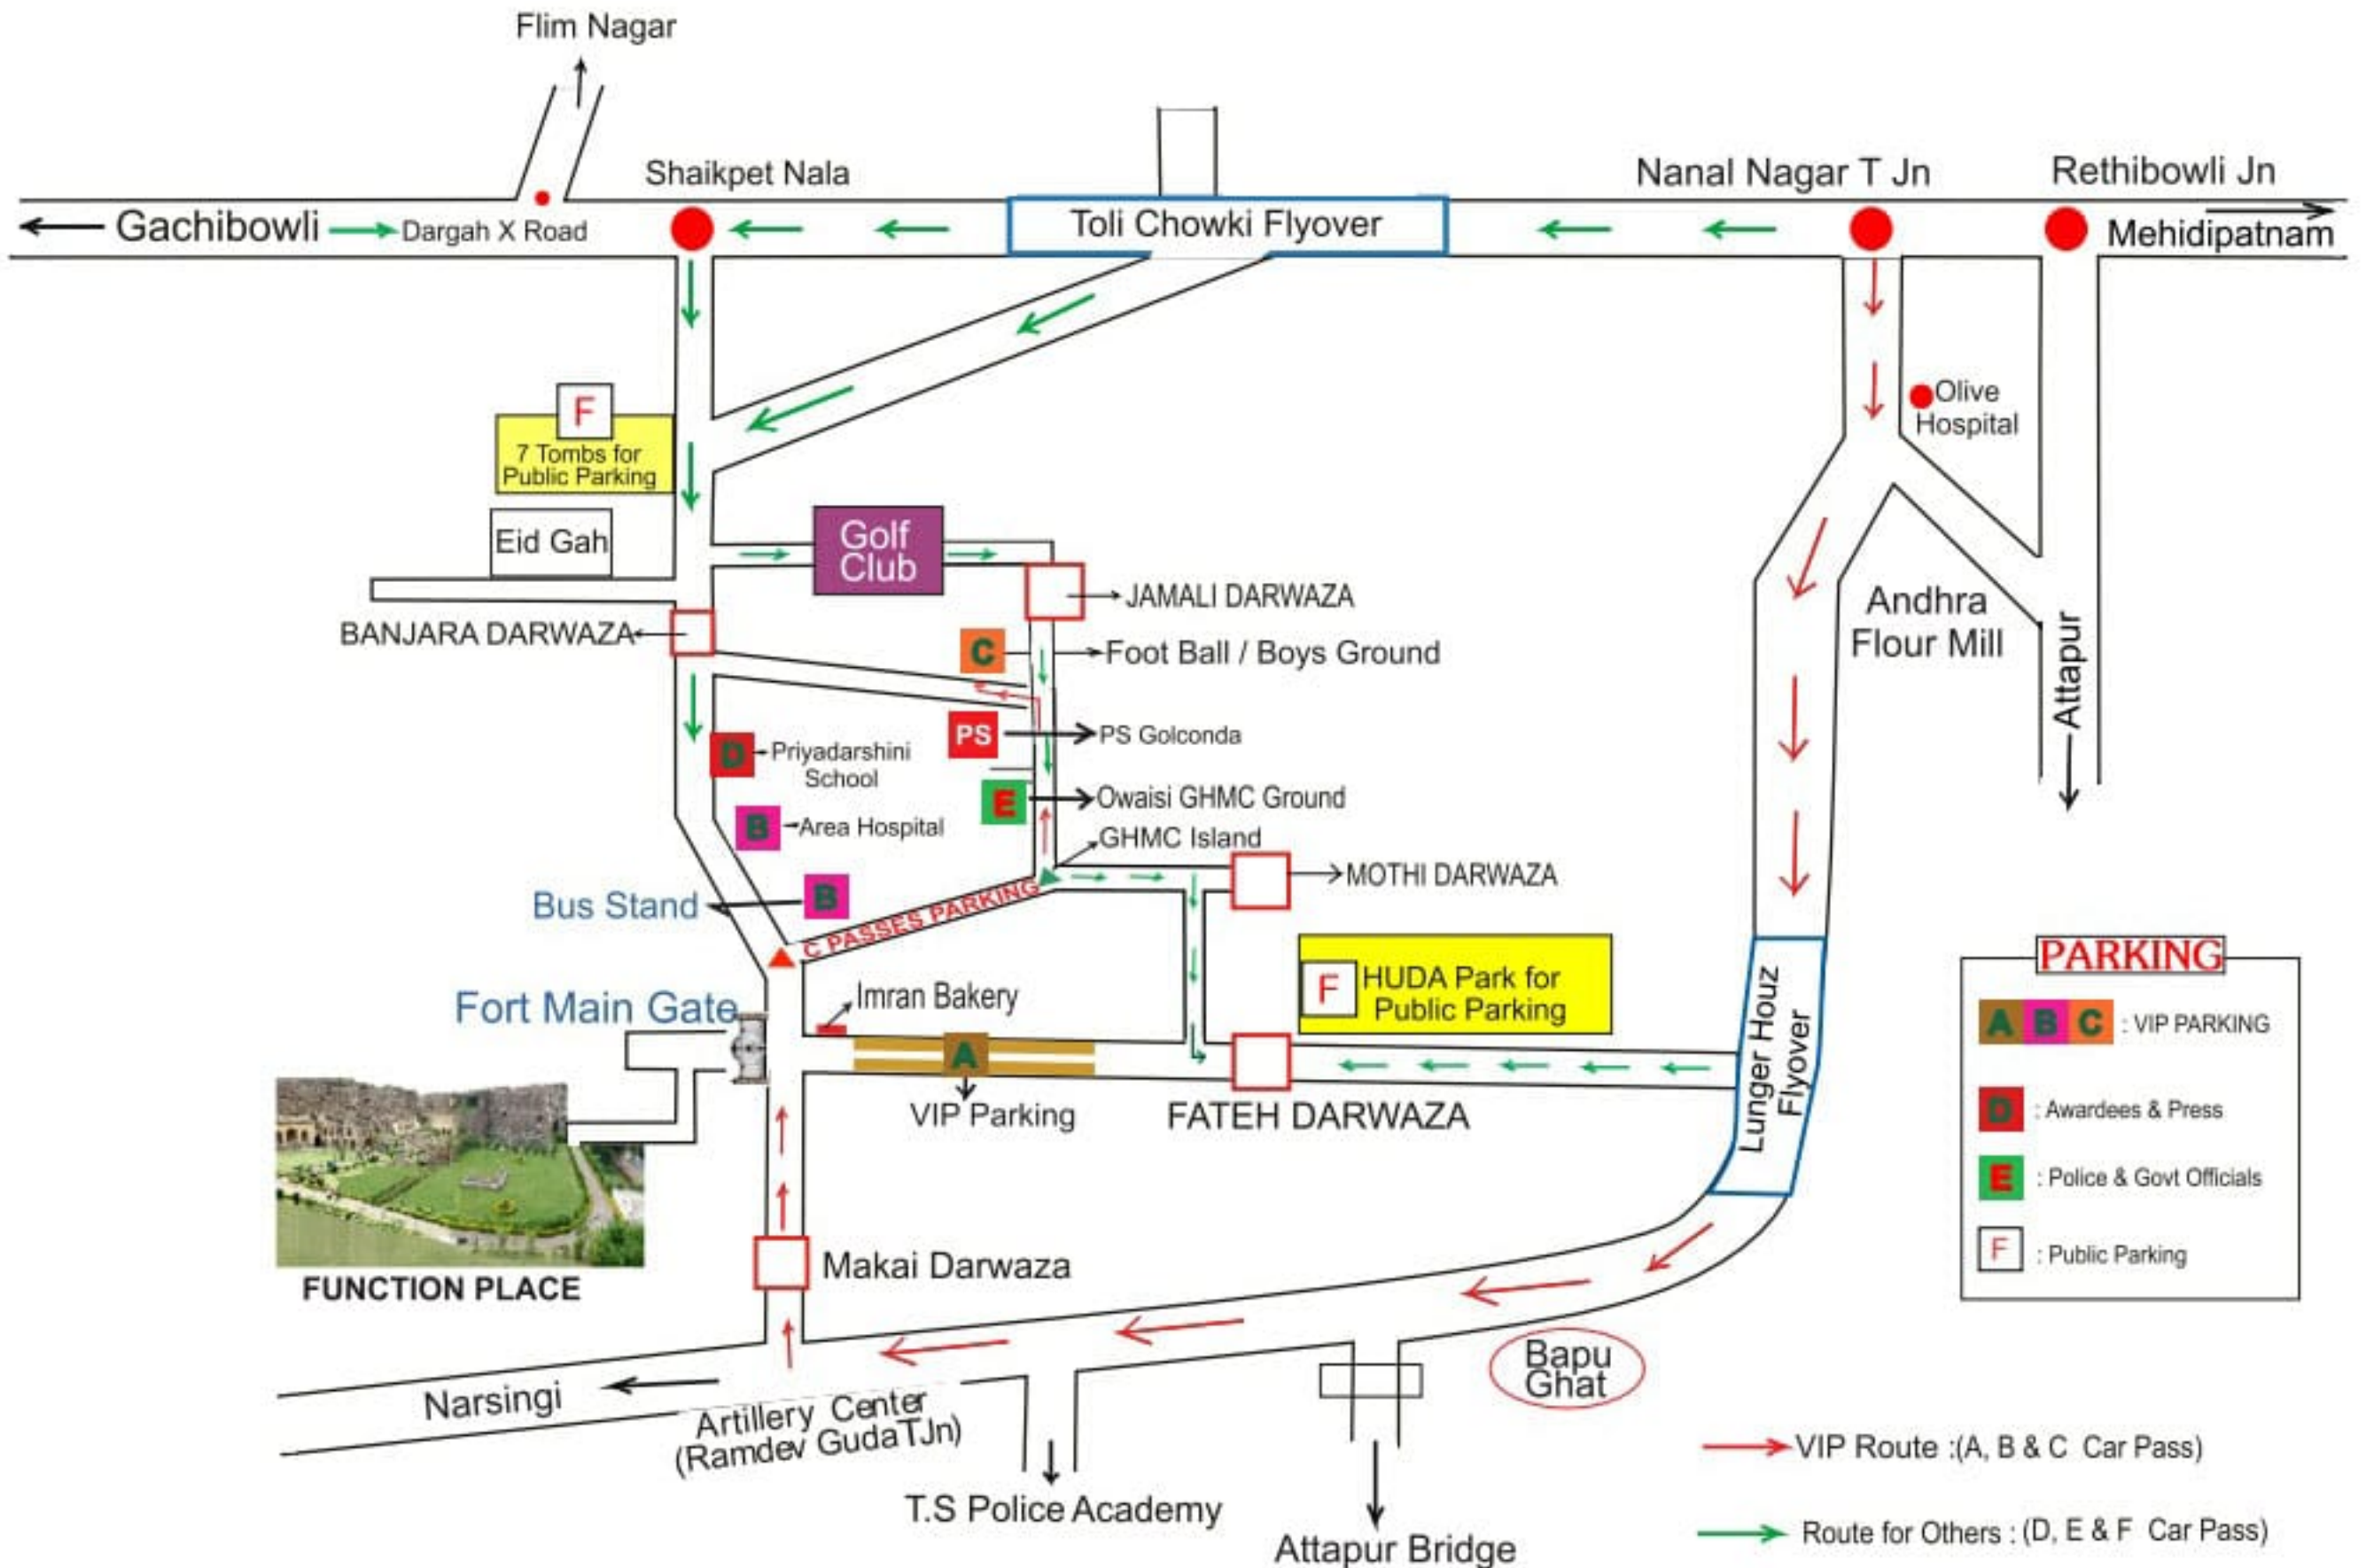 Flim Nagar
Shaikpet Nala
Nanal Nagar T Jn
Rethibowli Jn
Gachibowli
Dargah X Road
Toli Chowki Flyover
Mehidipatnam
Olive
Hospital
F
7 Tombs for
Public Parking
Eid Gah
Golf
Club
JAMALI DARWAZA
BANJARA DARWAZA
C
Foot Ball / Boys Ground
Andhra
Flour Mill
Attapur
PS
PS Golconda
D
Priyadarshini
School
E
Owaisi GHMC Ground
B
Area Hospital
GHMC Island
MOTHI DARWAZA
Bus Stand
B
C PASSES PARKING
Fort Main Gate
Imran Bakery
F
HUDA Park for
Public Parking
A
VIP Parking
FATEH DARWAZA
Lunger Houz
Flyover
PARKING
A B C : VIP PARKING
D : Awardees & Press
E : Police & Govt Officials
F : Public Parking
FUNCTION PLACE
Makai Darwaza
Bapu
Ghat
Narsingi
Artillery Center
(Ramdev GudaTJn)
T.S Police Academy
Attapur Bridge
VIP Route :(A, B & C Car Pass)
Route for Others : (D, E & F Car Pass)